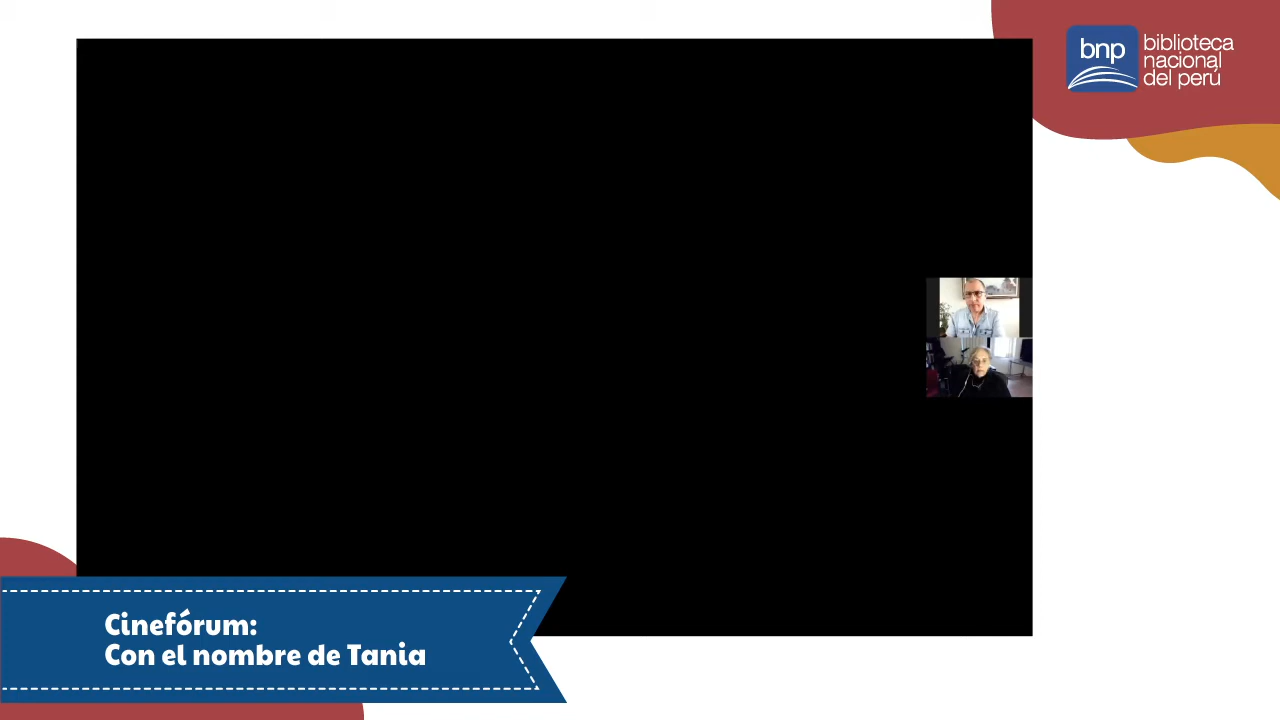 bnp
biblioteca
nacional
del perú
Cinefórum:
Con el nombre de Tania